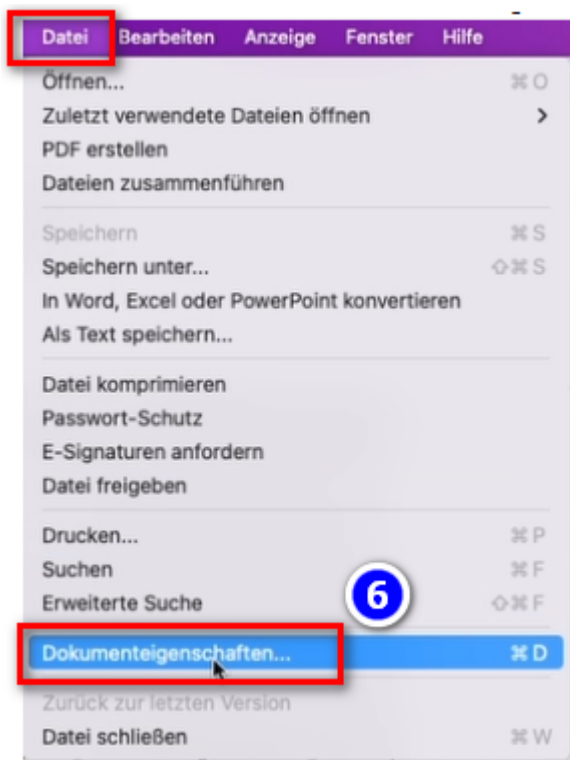 Datei Bearbeiten Anzeige Fenster Hilfe
Öffnen... ⌘ O
Zuletzt verwendete Dateien öffnen >
PDF erstellen
Dateien zusammenführen
Speichern ⌘ S
Speichern unter... ⇧⌘ S
In Word, Excel oder PowerPoint konvertieren
Als Text speichern...
Datei komprimieren
Passwort-Schutz
E-Signaturen anfordern
Datei freigeben
Drucken... ⌘ P
Suchen ⌘ F
Erweiterte Suche 6 ⇧⌘ F
Dokumenteigenschaften... ⌘ D
Zurück zur letzten Version
Datei schließen ⌘ W